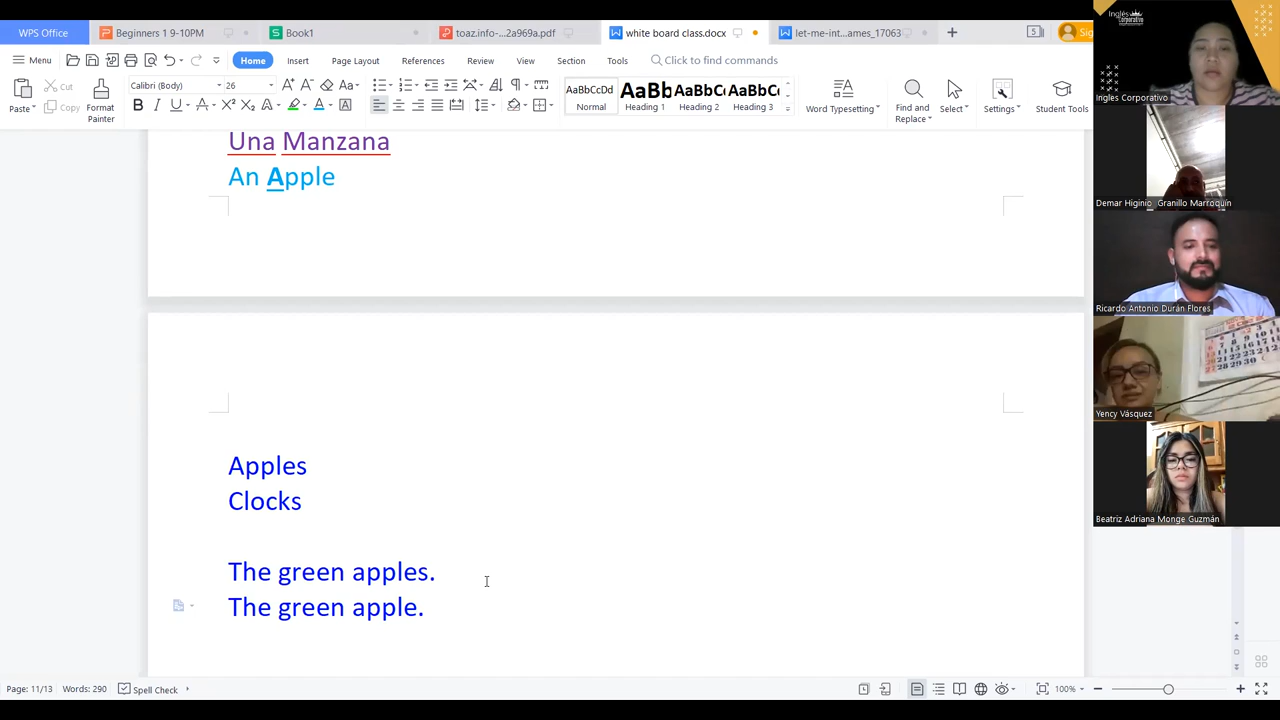 WPS Office
Beginners 1 9-10PM
Book1
toaz.info-...2a969a.pdf
white board class.docx
let-me-int...ames_17063
5
Sig
Menu
Home
Insert
Page Layout
References
Review
View
Section
Tools
Click to find commands
Paste
Cut
Copy
Format Painter
Calibri (Body)
26
AaBbCcDd
Normal
AaBb
Heading 1
AaBbC
Heading 2
AaBbC
Heading 3
Word Typesetting
Find and Replace
Select
Settings
Student Tools
Una Manzana
An Apple
Apples
Clocks
The green apples.
The green apple.
Page: 11/13
Words: 290
Spell Check
100%
Inglés Corporativo
Ingles Corporativo
Demar Higinio Granillo Marroquín
Ricardo Antonio Durán Flores
Yency Vásquez
Beatriz Adriana Monge Guzmán